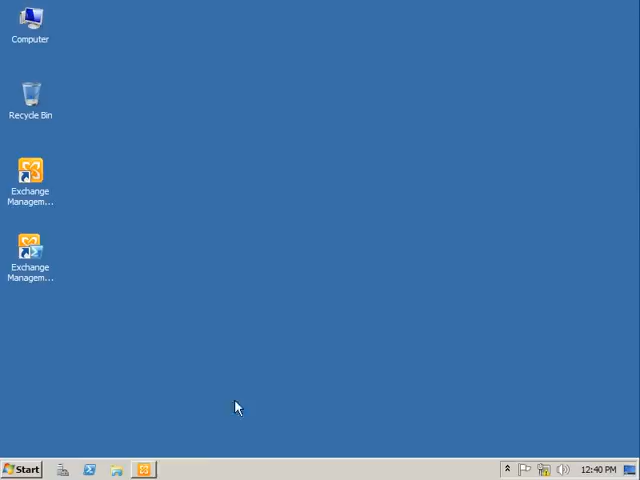 Computer
Recycle Bin
Exchange
Managem...
Exchange
Managem...
Start
12:40 PM